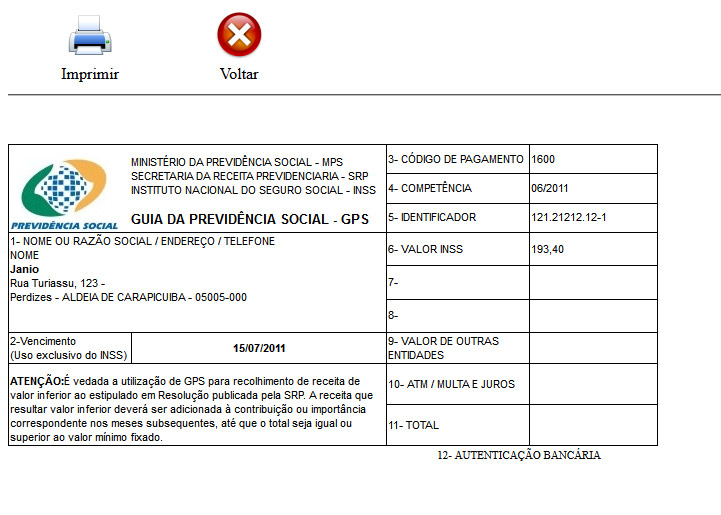 Imprimir
Voltar
PREVIDÊNCIA SOCIAL
MINISTÉRIO DA PREVIDÊNCIA SOCIAL - MPS
SECRETARIA DA RECEITA PREVIDENCIARIA - SRP
INSTITUTO NACIONAL DO SEGURO SOCIAL - INSS
GUIA DA PREVIDÊNCIA SOCIAL - GPS
3- CÓDIGO DE PAGAMENTO 1600
4- COMPETÊNCIA 06/2011
5- IDENTIFICADOR 121.21212.12-1
1- NOME OU RAZÃO SOCIAL / ENDEREÇO / TELEFONE
NOME
Janio
Rua Turiassu, 123 -
Perdizes - ALDEIA DE CARAPICUIBA - 05005-000
6- VALOR INSS 193,40
7-
8-
2-Vencimento
(Uso exclusivo do INSS)
15/07/2011
9- VALOR DE OUTRAS
ENTIDADES
ATENÇÃO:É vedada a utilização de GPS para recolhimento de receita de
valor inferior ao estipulado em Resolução publicada pela SRP. A receita que
resultar valor inferior deverá ser adicionada à contribuição ou importância
correspondente nos meses subsequentes, até que o total seja igual ou
superior ao valor mínimo fixado.
10- ATM / MULTA E JUROS
11- TOTAL
12- AUTENTICAÇÃO BANCÁRIA